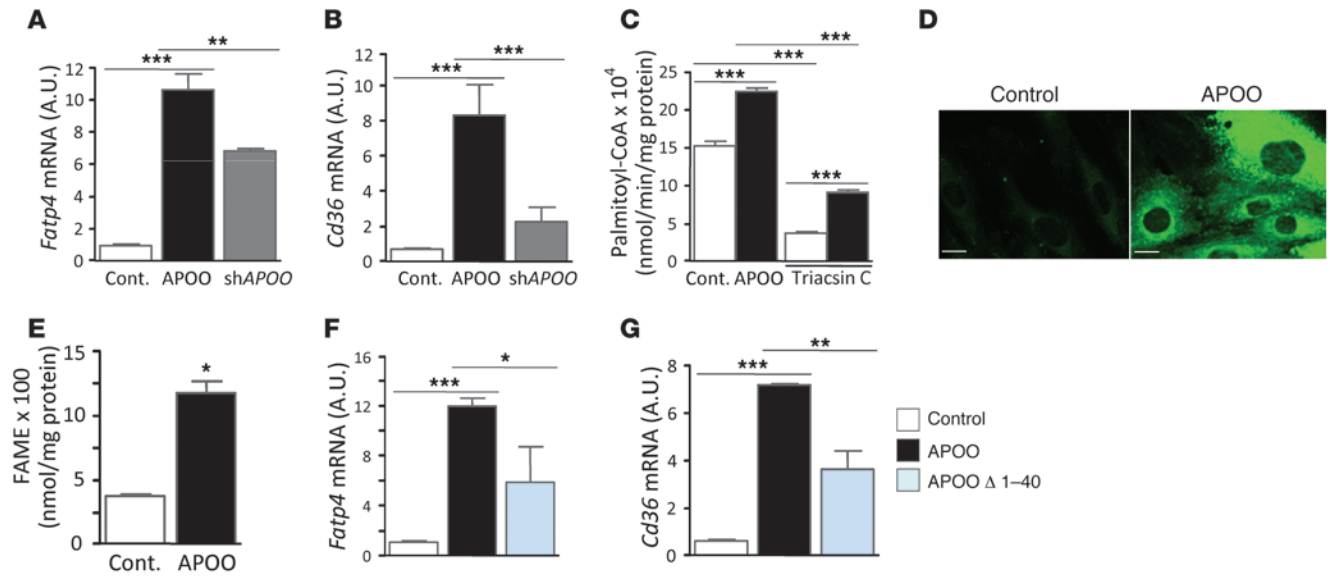 A
Fatp4 mRNA (A.U.)
12
10
8
6
4
2
0
***
**
Cont. APOO shAPOO
B
Cd36 mRNA (A.U.)
12
10
8
6
4
2
0
***
***
Cont. APOO shAPOO
C
Palmitoyl-CoA x 10⁴
(nmol/min/mg protein)
25
20
15
10
5
0
***
***
***
***
Cont. APOO
Triacsin C
D
Control
APOO
E
FAME x 100
(nmol/mg protein)
15
10
5
0
*
Cont. APOO
F
Fatp4 mRNA (A.U.)
16
12
8
4
0
***
*
G
Cd36 mRNA (A.U.)
8
6
4
2
0
***
**
Control
APOO
APOO Δ 1–40